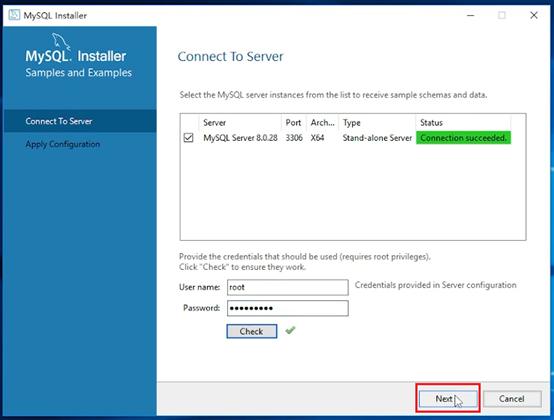 MySQL Installer
MySQL. Installer
Samples and Examples
Connect To Server
Apply Configuration
Connect To Server
Select the MySQL server instances from the list to receive sample schemas and data.
Server Port Arch... Type Status
MySQL Server 8.0.28 3306 X64 Stand-alone Server Connection succeeded.
Provide the credentials that should be used (requires root privileges).
Click "Check" to ensure they work.
User name: root Credentials provided in Server configuration
Password: •••••••••
Check
Next Cancel